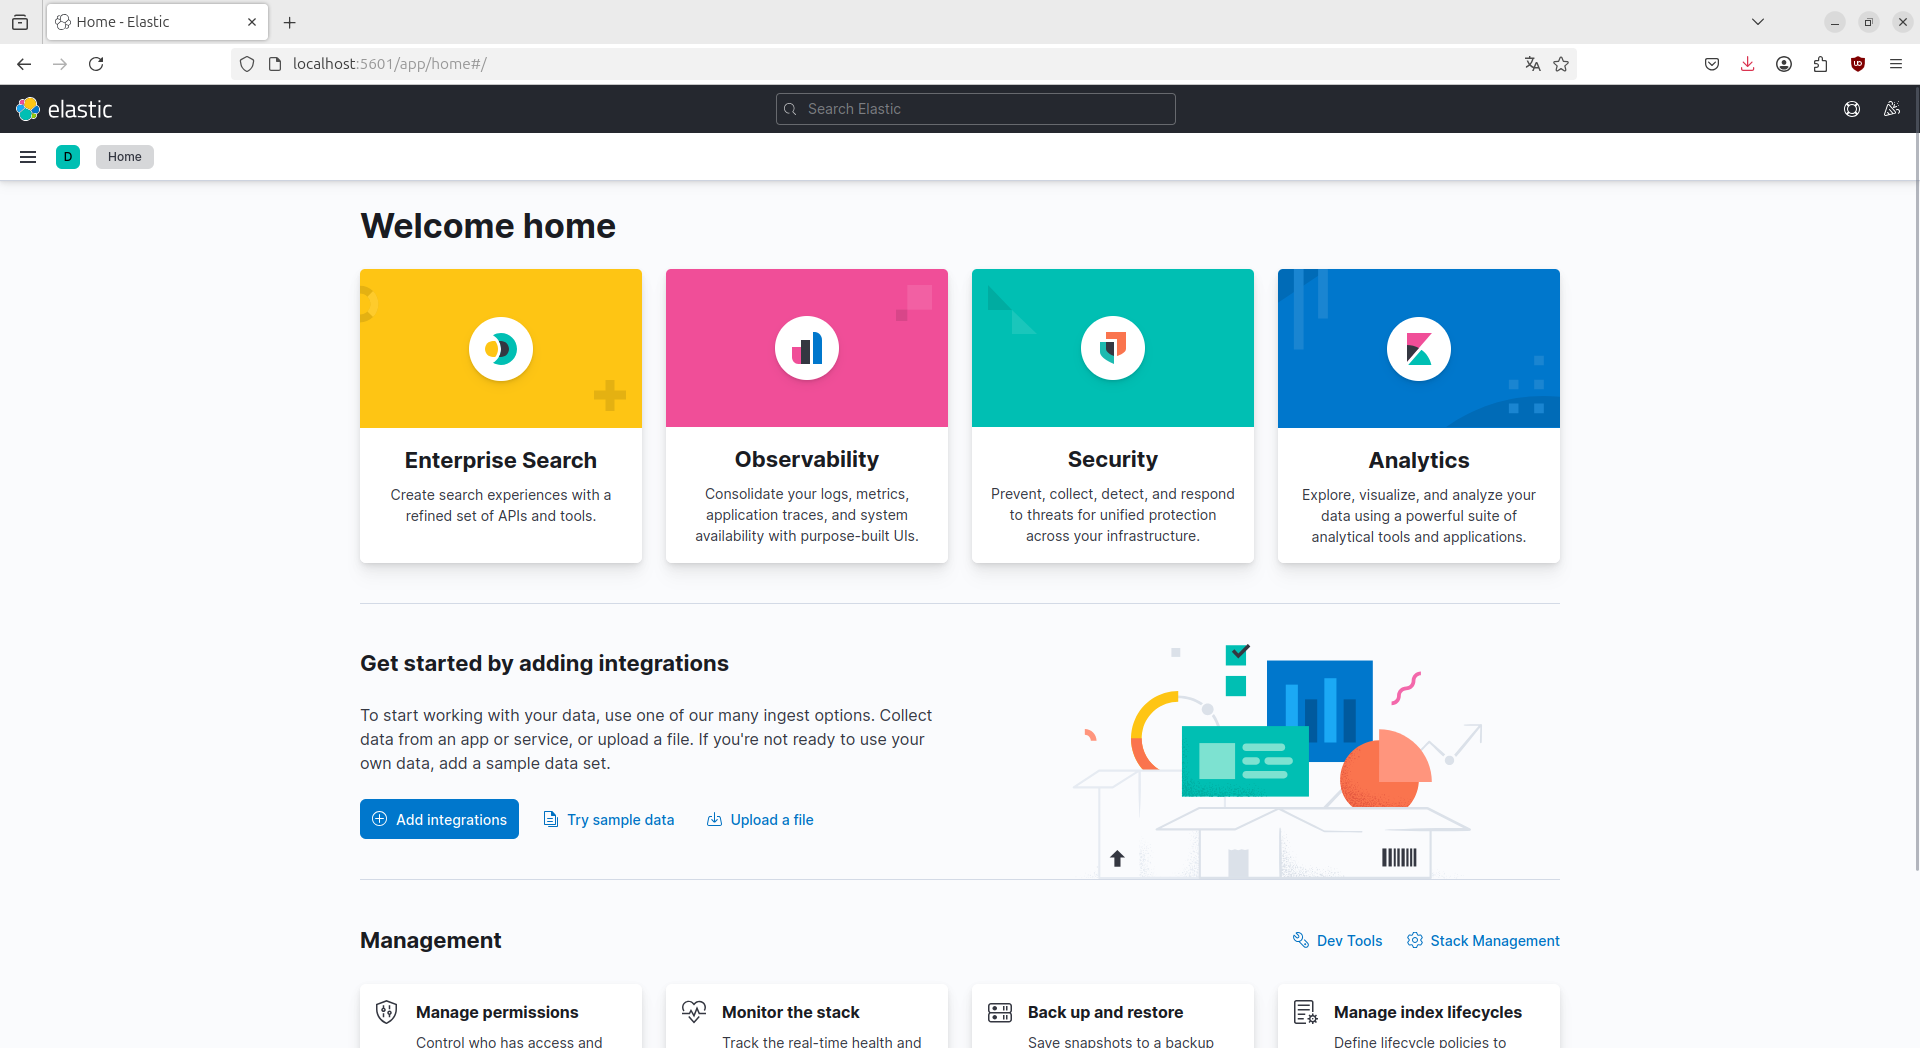 Home - Elastic
localhost:5601/app/home#/
elastic
Search Elastic
D
Home
Welcome home
Enterprise Search
Create search experiences with a
refined set of APIs and tools.
Observability
Consolidate your logs, metrics,
application traces, and system
availability with purpose-built UIs.
Security
Prevent, collect, detect, and respond
to threats for unified protection
across your infrastructure.
Analytics
Explore, visualize, and analyze your
data using a powerful suite of
analytical tools and applications.
Get started by adding integrations
To start working with your data, use one of our many ingest options. Collect
data from an app or service, or upload a file. If you're not ready to use your
own data, add a sample data set.
Add integrations
Try sample data
Upload a file
Management
Dev Tools
Stack Management
Manage permissions
Control who has access and
Monitor the stack
Track the real-time health and
Back up and restore
Save snapshots to a backup
Manage index lifecycles
Define lifecycle policies to